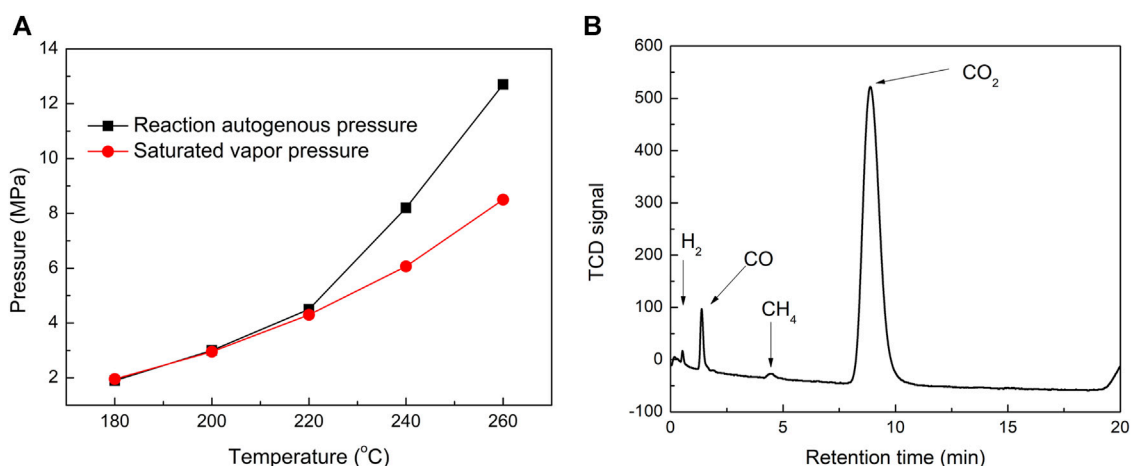 A
14
12
10
8
6
4
2
Pressure (MPa)
Reaction autogenous pressure
Saturated vapor pressure
180
200
220
240
260
Temperature (°C)
B
600
500
400
300
200
100
0
-100
TCD signal
H₂
CO
CH₄
CO₂
0
5
10
15
20
Retention time (min)